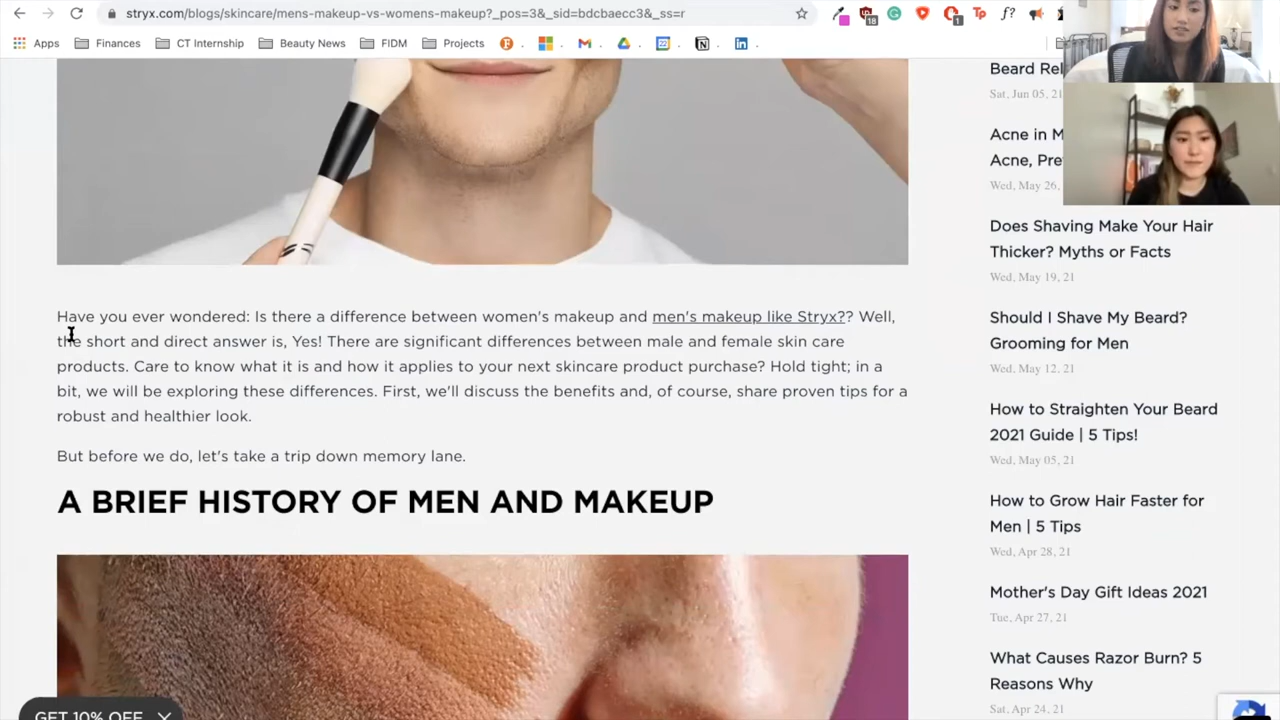 stryx.com/blogs/skincare/mens-makeup-vs-womens-makeup?_pos=3&_sid=bdcbaecc3&_ss=r
18
1
Tp
f?
Apps
Finances
CT Internship
Beauty News
FIDM
Projects
Have you ever wondered: Is there a difference between women's makeup and men's makeup like Stryx?? Well,
the short and direct answer is, Yes! There are significant differences between male and female skin care
products. Care to know what it is and how it applies to your next skincare product purchase? Hold tight; in a
bit, we will be exploring these differences. First, we'll discuss the benefits and, of course, share proven tips for a
robust and healthier look.
But before we do, let's take a trip down memory lane.
A BRIEF HISTORY OF MEN AND MAKEUP
GET 10% OFF
Beard Rel
Sat, Jun 05, 21
Acne in M
Acne, Pre
Wed, May 26,
Does Shaving Make Your Hair
Thicker? Myths or Facts
Wed, May 19, 21
Should I Shave My Beard?
Grooming for Men
Wed, May 12, 21
How to Straighten Your Beard
2021 Guide | 5 Tips!
Wed, May 05, 21
How to Grow Hair Faster for
Men | 5 Tips
Wed, Apr 28, 21
Mother's Day Gift Ideas 2021
Tue, Apr 27, 21
What Causes Razor Burn? 5
Reasons Why
Sat, Apr 24, 21